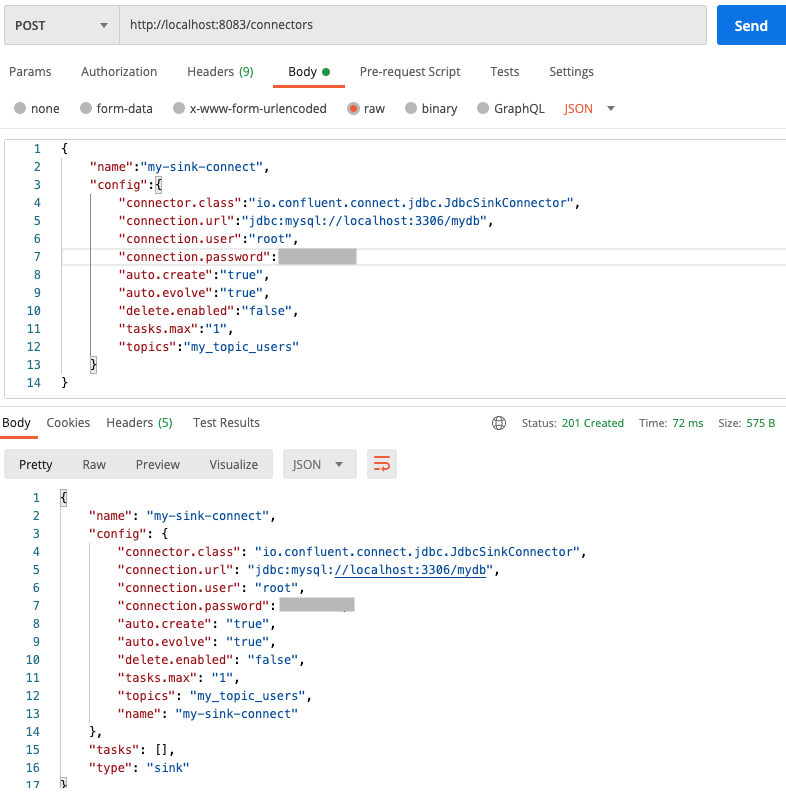 POST http://localhost:8083/connectors Send
Params Authorization Headers (9) Body Pre-request Script Tests Settings
none form-data x-www-form-urlencoded raw binary GraphQL JSON
1 {
2 "name":"my-sink-connect",
3 "config":{
4 "connector.class":"io.confluent.connect.jdbc.JdbcSinkConnector",
5 "connection.url":"jdbc:mysql://localhost:3306/mydb",
6 "connection.user":"root",
7 "connection.password":
8 "auto.create":"true",
9 "auto.evolve":"true",
10 "delete.enabled":"false",
11 "tasks.max":"1",
12 "topics":"my_topic_users"
13 }
14 }
Body Cookies Headers (5) Test Results Status: 201 Created Time: 72 ms Size: 575 B
Pretty Raw Preview Visualize JSON
1 {
2 "name": "my-sink-connect",
3 "config": {
4 "connector.class": "io.confluent.connect.jdbc.JdbcSinkConnector",
5 "connection.url": "jdbc:mysql://localhost:3306/mydb",
6 "connection.user": "root",
7 "connection.password":
8 "auto.create": "true",
9 "auto.evolve": "true",
10 "delete.enabled": "false",
11 "tasks.max": "1",
12 "topics": "my_topic_users",
13 "name": "my-sink-connect"
14 },
15 "tasks": [],
16 "type": "sink"
17 }